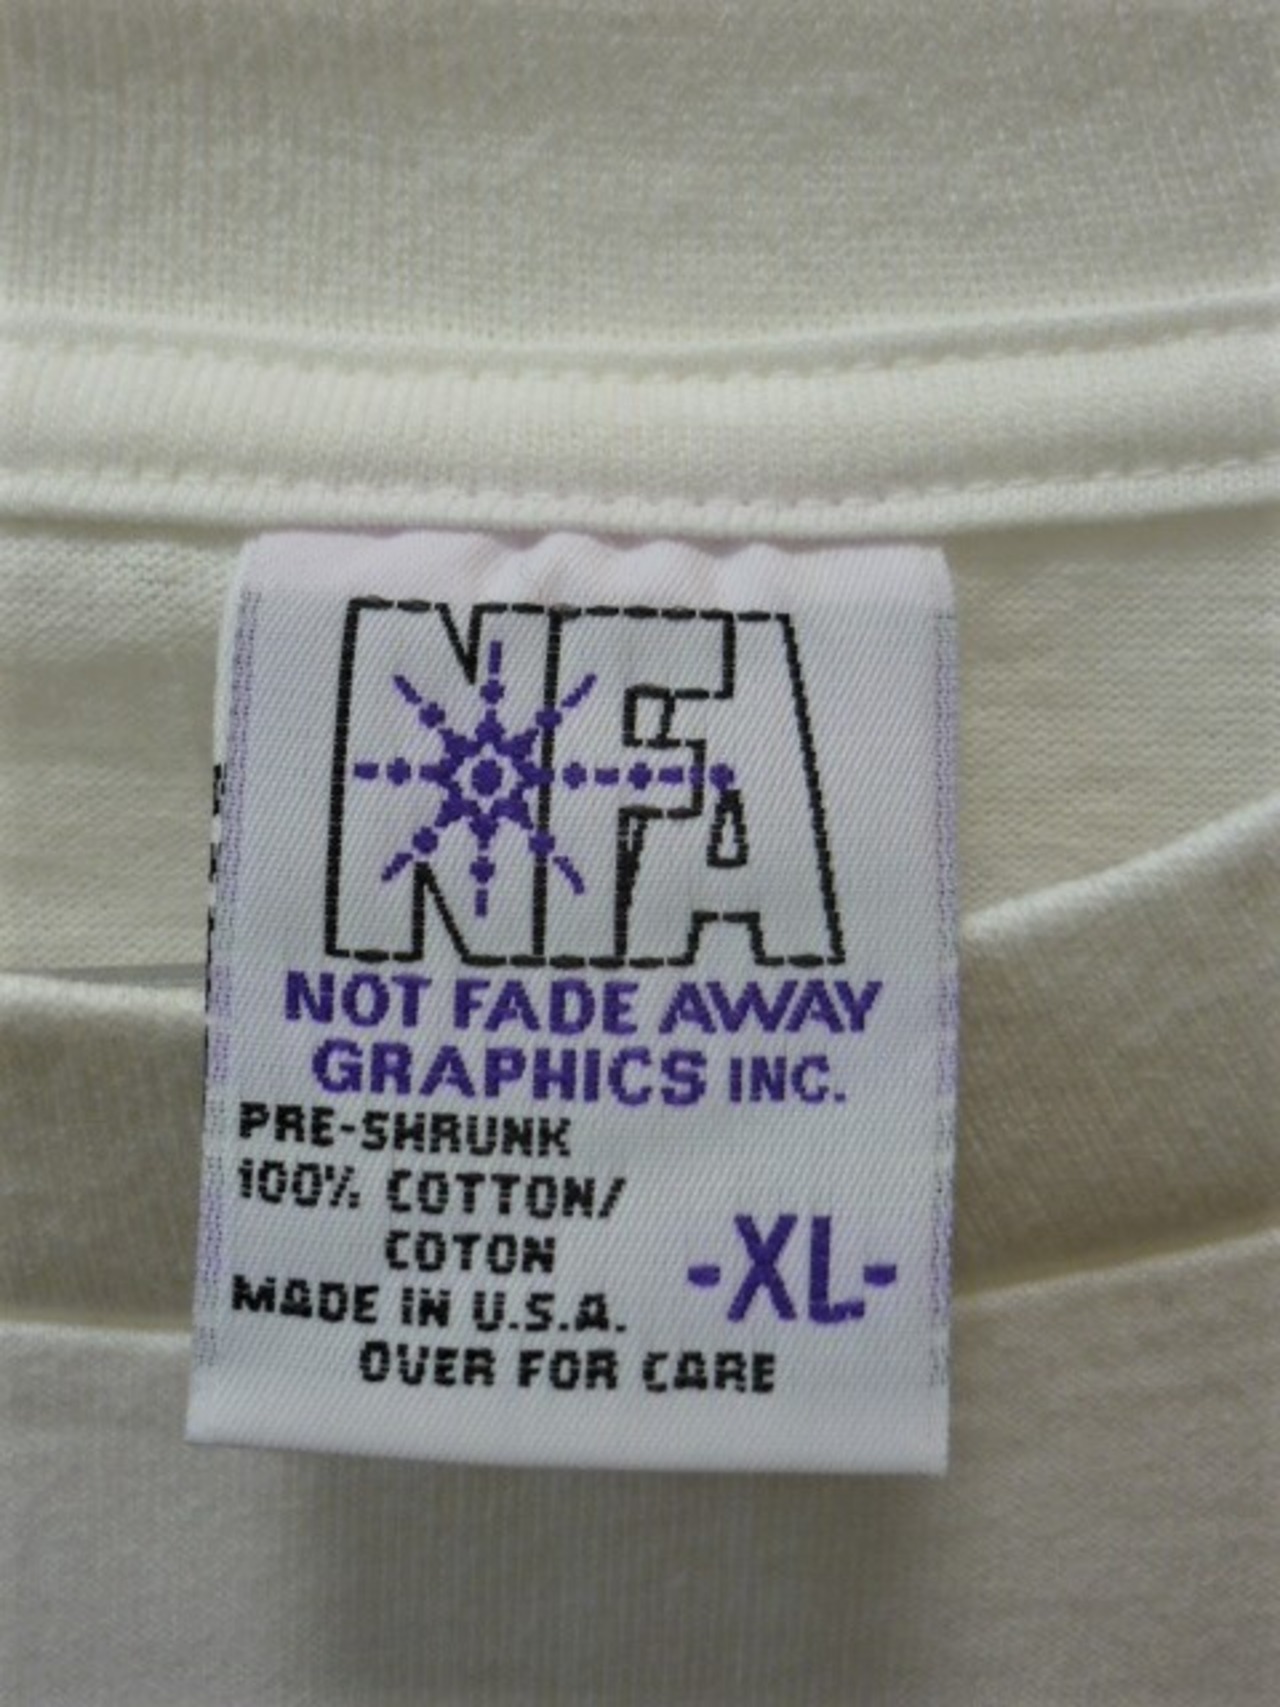 NFA
NOT FADE AWAY
GRAPHICS INC.
PRE-SHRUNK
100% COTTON/
COTON
MADE IN U.S.A.
-XL-
OVER FOR CARE